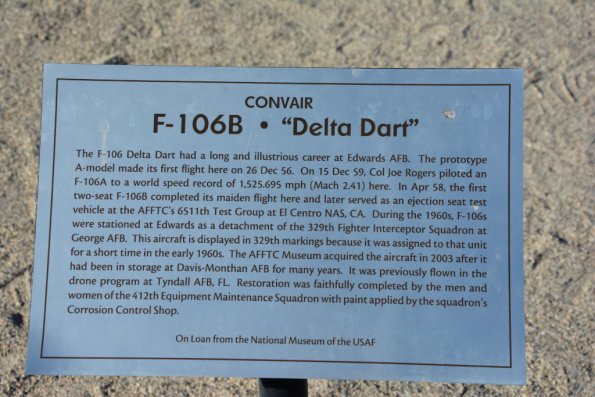 CONVAIR
F-106B • “Delta Dart”
The F-106 Delta Dart had a long and illustrious career at Edwards AFB. The prototype
A-model made its first flight here on 26 Dec 56. On 15 Dec 59, Col Joe Rogers piloted an
F-106A to a world speed record of 1,525.695 mph (Mach 2.41) here. In Apr 58, the first
two-seat F-106B completed its maiden flight here and later served as an ejection seat test
vehicle at the AFFTC’s 6511th Test Group at El Centro NAS, CA. During the 1960s, F-106s
were stationed at Edwards as a detachment of the 329th Fighter Interceptor Squadron at
George AFB. This aircraft is displayed in 329th markings because it was assigned to that unit
for a short time in the early 1960s. The AFFTC Museum acquired the aircraft in 2003 after it
had been in storage at Davis-Monthan AFB for many years. It was previously flown in the
drone program at Tyndall AFB, FL. Restoration was faithfully completed by the men and
women of the 412th Equipment Maintenance Squadron with paint applied by the squadron’s
Corrosion Control Shop.
On Loan from the National Museum of the USAF